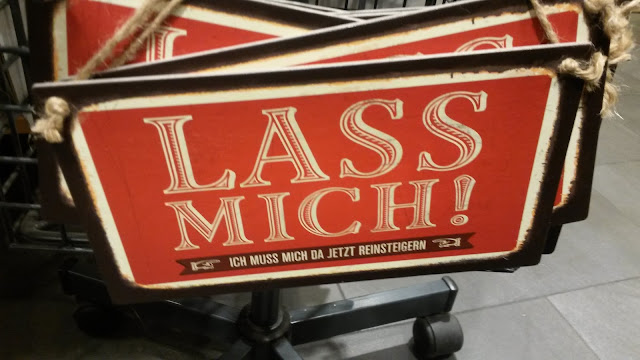 LASS
MICH!
ICH MUSS MICH DA JETZT REINSTEIGERN